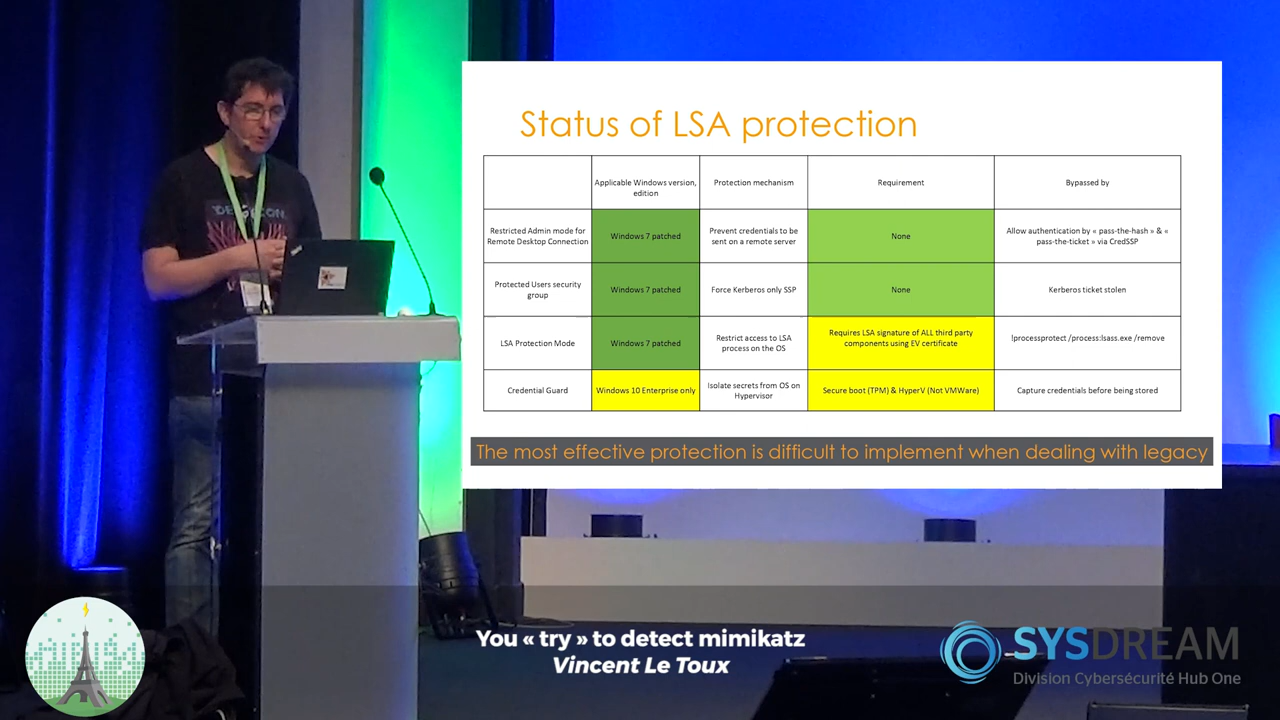 Status of LSA protection
Applicable Windows version,
edition
Protection mechanism
Requirement
Bypassed by
Restricted Admin mode for
Remote Desktop Connection
Windows 7 patched
Prevent credentials to be
sent on a remote server
None
Allow authentication by « pass-the-hash » & «
pass-the-ticket » via CredSSP
Protected Users security
group
Windows 7 patched
Force Kerberos only SSP
None
Kerberos ticket stolen
LSA Protection Mode
Windows 7 patched
Restrict access to LSA
process on the OS
Requires LSA signature of ALL third party
components using EV certificate
!processprotect /process:lsass.exe /remove
Credential Guard
Windows 10 Enterprise only
Isolate secrets from OS on
Hypervisor
Secure boot (TPM) & HyperV (Not VMWare)
Capture credentials before being stored
The most effective protection is difficult to implement when dealing with legacy
You « try » to detect mimikatz
Vincent Le Toux
SYSDREAM
Division Cybersécurité Hub One